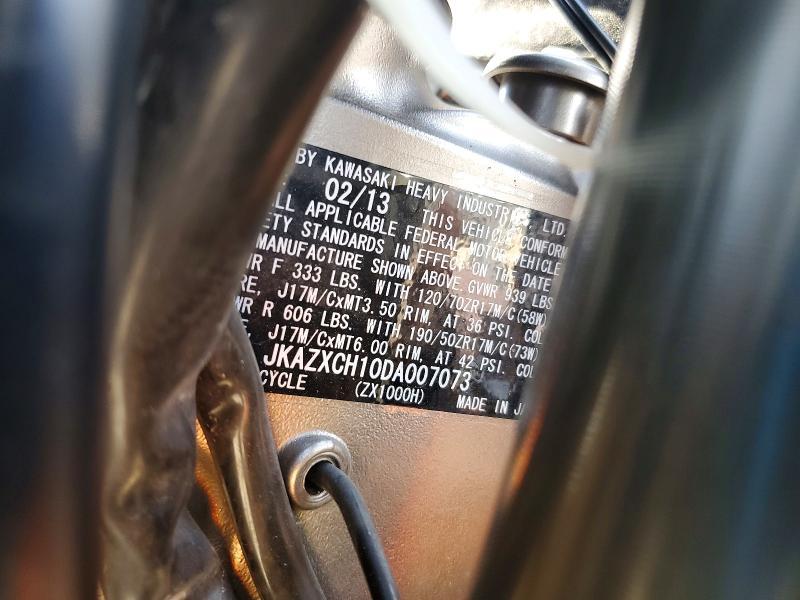 BY KAWASAKI HEAVY INDUSTRIES, LTD.
02/13 THIS VEHICLE CONFORM
ALL APPLICABLE FEDERAL MOTOR VEHICLE
ETY STANDARDS IN EFFECT ON THE DATE
MANUFACTURE SHOWN ABOVE. GVWR 939 LBS
WR F 333 LBS. WITH 120/70ZR17M/C(58W)
RE, J17M/CxMT3.50 RIM, AT 36 PSI. COL
WR R 606 LBS. WITH 190/50ZR17M/C(73W)
E, J17M/CxMT6.00 RIM, AT 42 PSI. COL
JKAZXCH10DA007073
CYCLE (ZX1000H) MADE IN JA